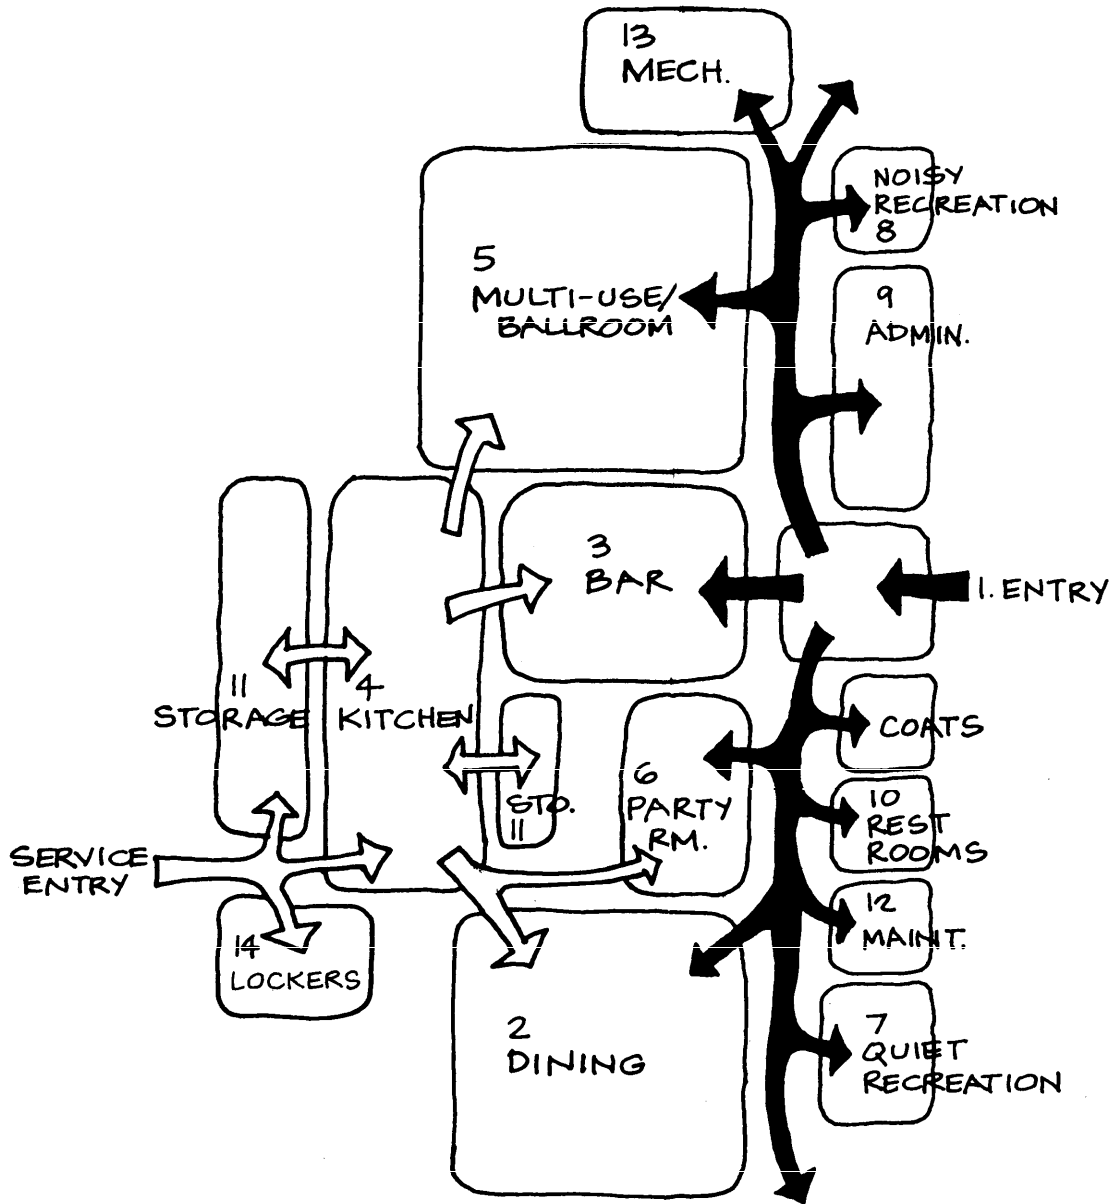 13
MECH.
NOISY
RECREATION
8
5
MULTI-USE/
BALLROOM
9
ADMIN.
3
BAR
1. ENTRY
11
STORAGE
4
KITCHEN
COATS
6
PARTY
RM.
STO.
11
10
REST
ROOMS
SERVICE
ENTRY
12
MAINT.
14
LOCKERS
2
DINING
7
QUIET
RECREATION